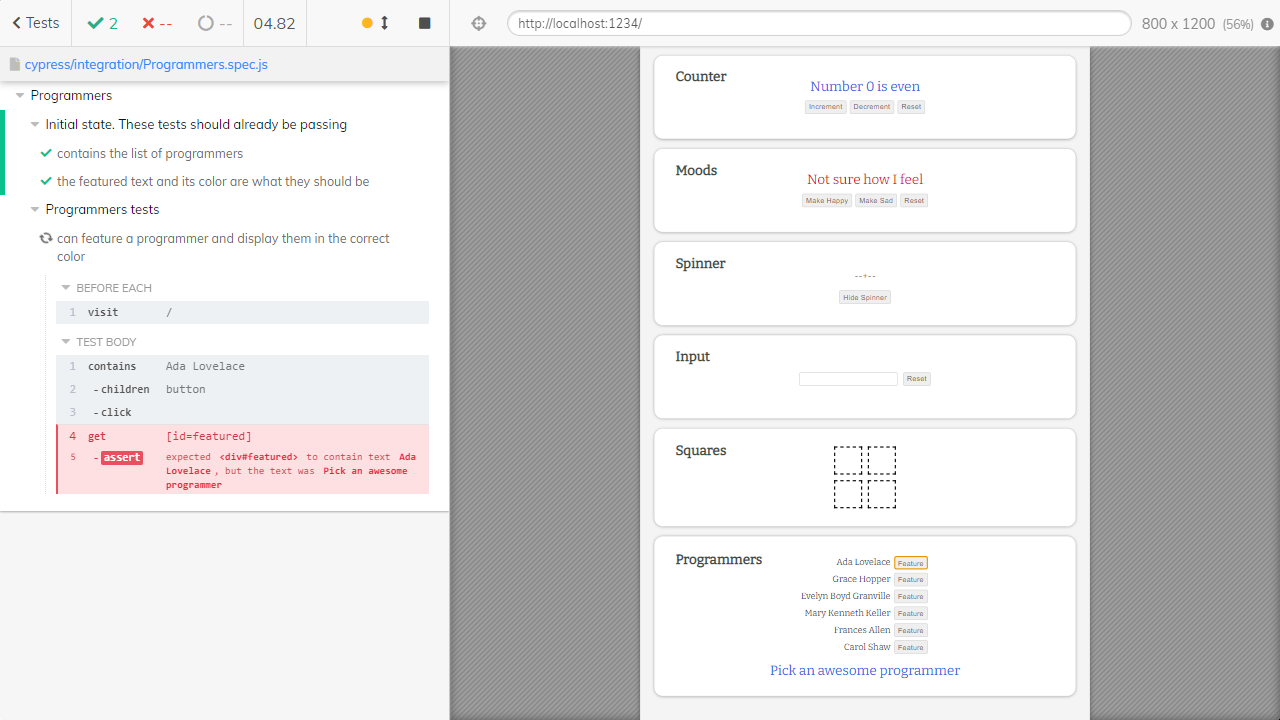 Tests
2
--
--
04.82
http://localhost:1234/
800 x 1200 (56%)
cypress/integration/Programmers.spec.js
Programmers
Initial state. These tests should already be passing
contains the list of programmers
the featured text and its color are what they should be
Programmers tests
can feature a programmer and display them in the correct
color
BEFORE EACH
1 visit /
TEST BODY
1 contains Ada Lovelace
2 - children button
3 - click
4 get [id=featured]
5 - assert expected <div#featured> to contain text Ada
Lovelace , but the text was Pick an awesome
programmer
Counter
Number 0 is even
Increment Decrement Reset
Moods
Not sure how I feel
Make Happy Make Sad Reset
Spinner
--+--
Hide Spinner
Input
Reset
Squares
Programmers
Ada Lovelace Feature
Grace Hopper Feature
Evelyn Boyd Granville Feature
Mary Kenneth Keller Feature
Frances Allen Feature
Carol Shaw Feature
Pick an awesome programmer